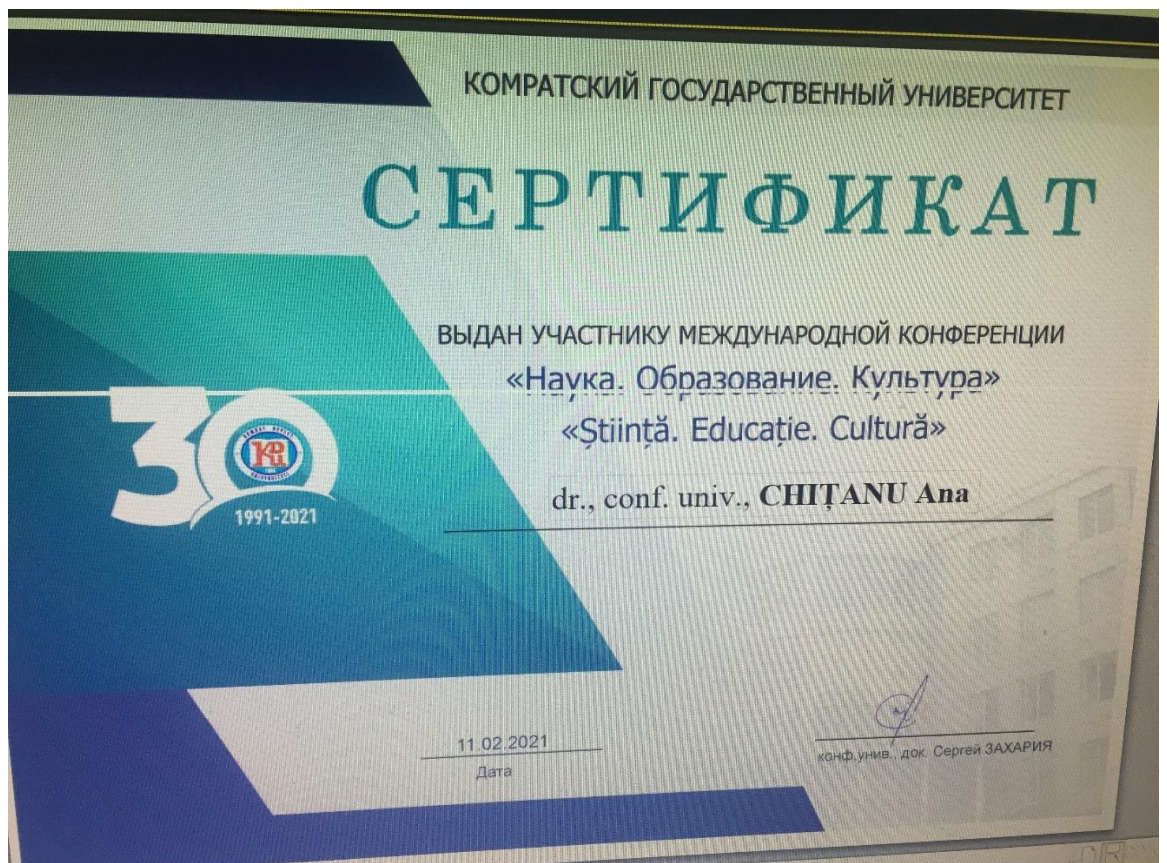 КОМРАТСКИЙ ГОСУДАРСТВЕННЫЙ УНИВЕРСИТЕТ
СЕРТИФИКАТ
ВЫДАН УЧАСТНИКУ МЕЖДУНАРОДНОЙ КОНФЕРЕНЦИИ
«Наука. Образование. Культура»
«Știință. Educație. Cultură»
dr., conf. univ., CHIȚANU Ana
30
1991-2021
11.02.2021
Дата
конф.унив., док. Сергей ЗАХАРИЯ